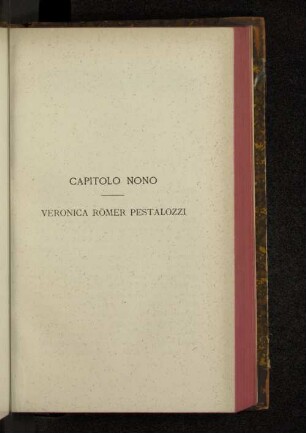 CAPITOLO NONO
VERONICA RÖMER PESTALOZZI